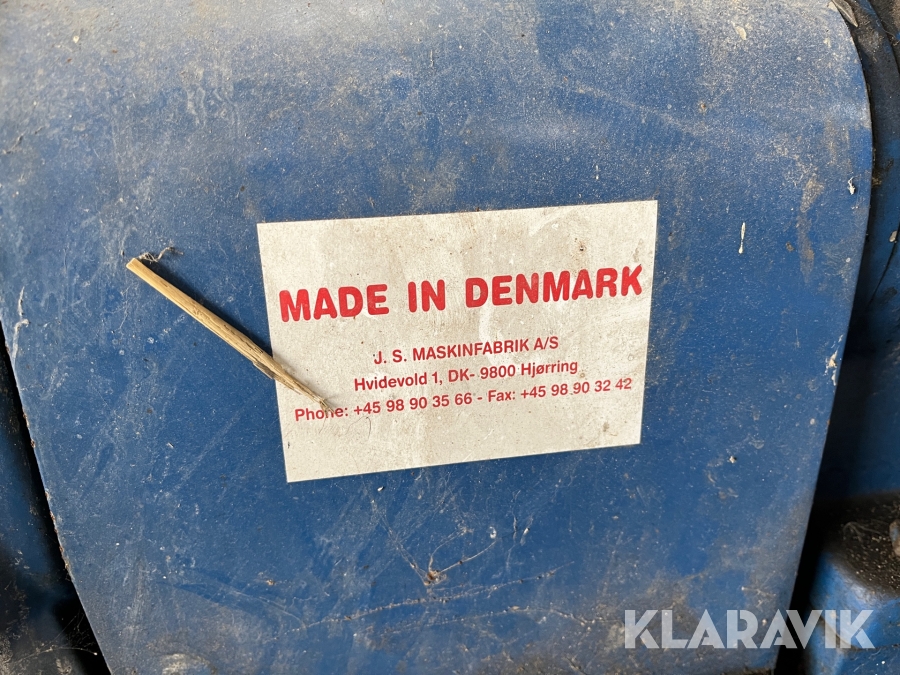 MADE IN DENMARK
J. S. MASKINFABRIK A/S
Hvidevold 1, DK- 9800 Hjørring
Phone: +45 98 90 35 66 - Fax: +45 98 90 32 42
KLARAVIK